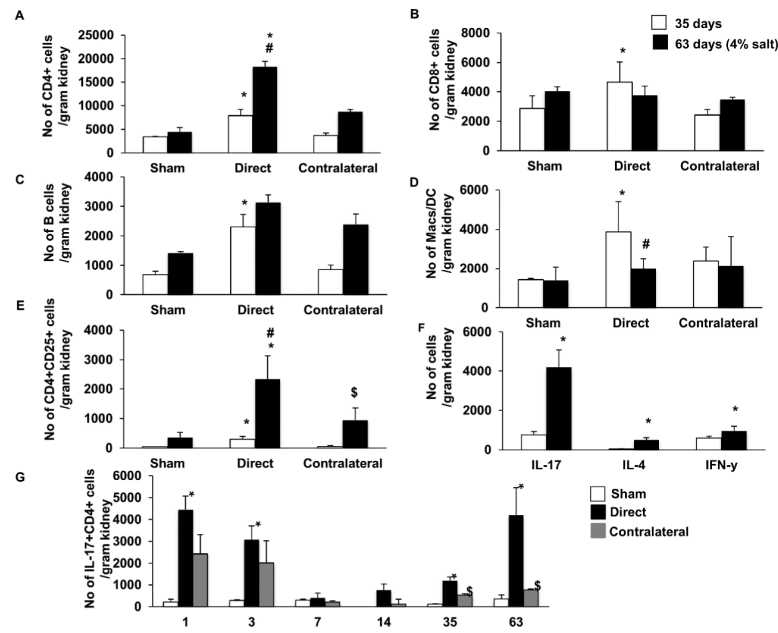 A
No of CD4+ cells
/gram kidney
25000
20000
15000
10000
5000
0
*
*
#
Sham
Direct
Contralateral
B
No of CD8+ cells
/gram kidney
8000
6000
4000
2000
0
*
35 days
63 days (4% salt)
Sham
Direct
Contralateral
C
No of B cells
/gram kidney
4000
3000
2000
1000
0
*
Sham
Direct
Contralateral
D
No of Macs/DC
/gram kidney
6000
4000
2000
0
*
#
Sham
Direct
Contralateral
E
No of CD4+CD25+ cells
/gram kidney
4000
3000
2000
1000
0
*
#
*
$
Sham
Direct
Contralateral
F
No of cells
/gram kidney
6000
4000
2000
0
*
*
*
IL-17
IL-4
IFN-y
G
No of IL-17+CD4+ cells
/gram kidney
6000
5000
4000
3000
2000
1000
0
*
*
*
$
*
$
Sham
Direct
Contralateral
1
3
7
14
35
63